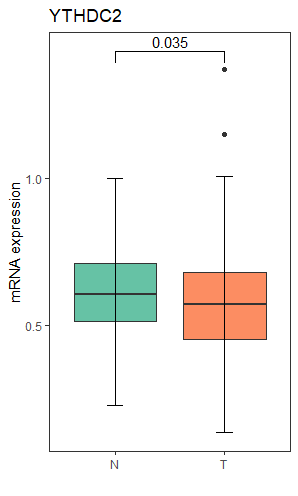 YTHDC2
0.035
1.0
mRNA expression
0.5
N
T